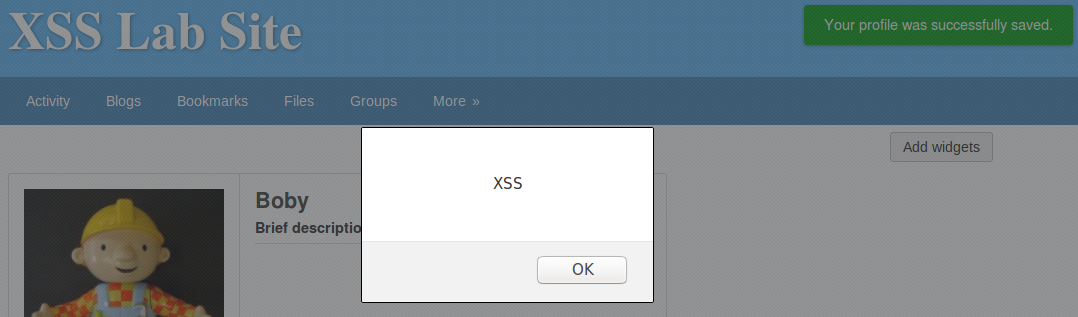 XSS Lab Site
Your profile was successfully saved.
Activity Blogs Bookmarks Files Groups More »
Add widgets
Boby
Brief descriptio
XSS
OK